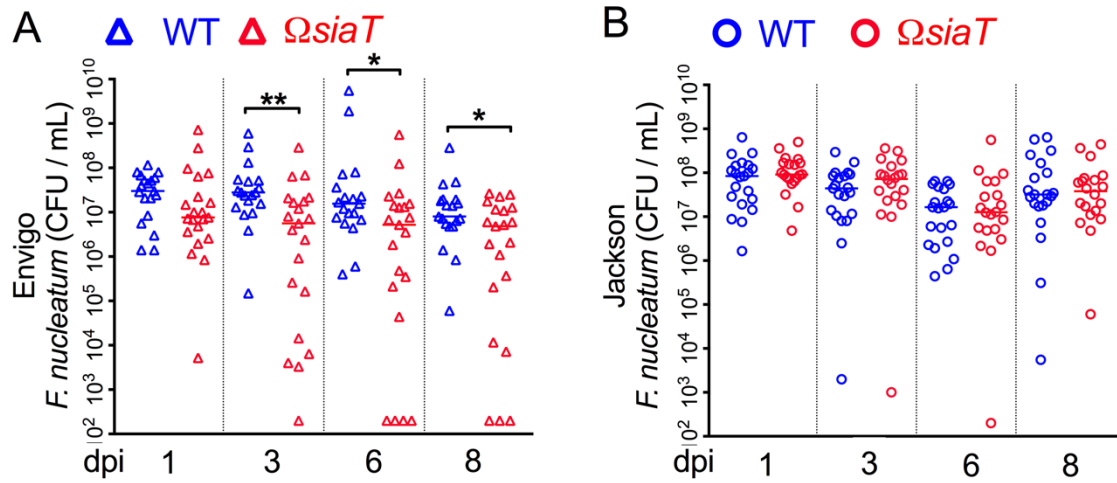 A
WT ΩsiaT
Envigo
F. nucleatum (CFU / mL)
10^10
10^9
10^8
10^7
10^6
10^5
10^4
10^3
10^2
**
*
*
dpi 1 3 6 8
B
WT ΩsiaT
Jackson
F. nucleatum (CFU / mL)
10^10
10^9
10^8
10^7
10^6
10^5
10^4
10^3
10^2
dpi 1 3 6 8